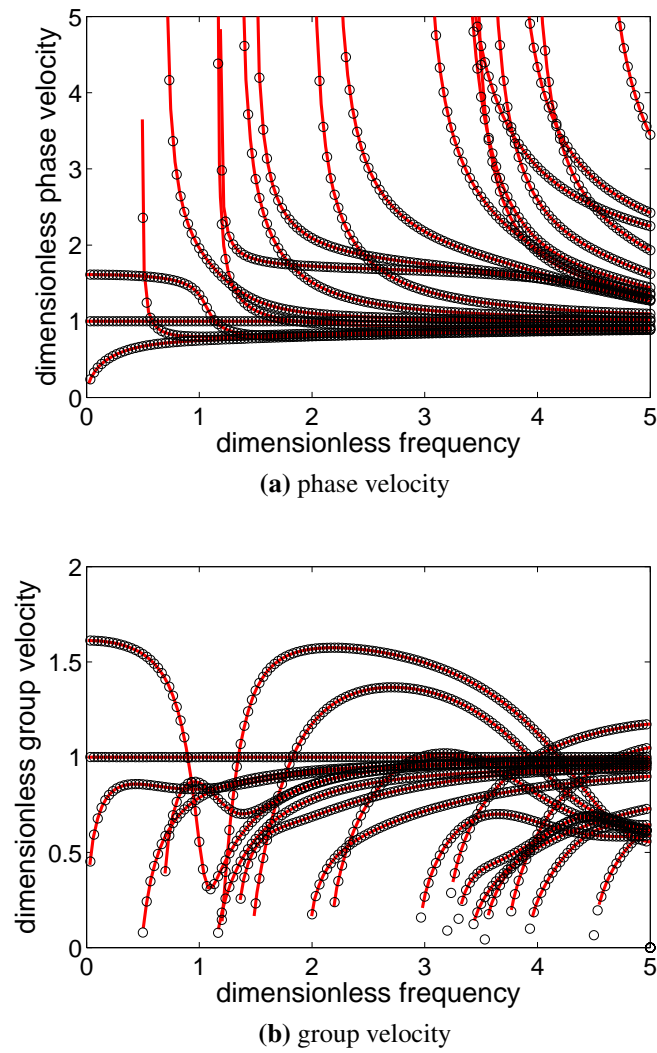 5
4
3
2
1
0
dimensionless phase velocity
0 1 2 3 4 5
dimensionless frequency
(a) phase velocity
2
1.5
1
0.5
0
dimensionless group velocity
0 1 2 3 4 5
dimensionless frequency
(b) group velocity